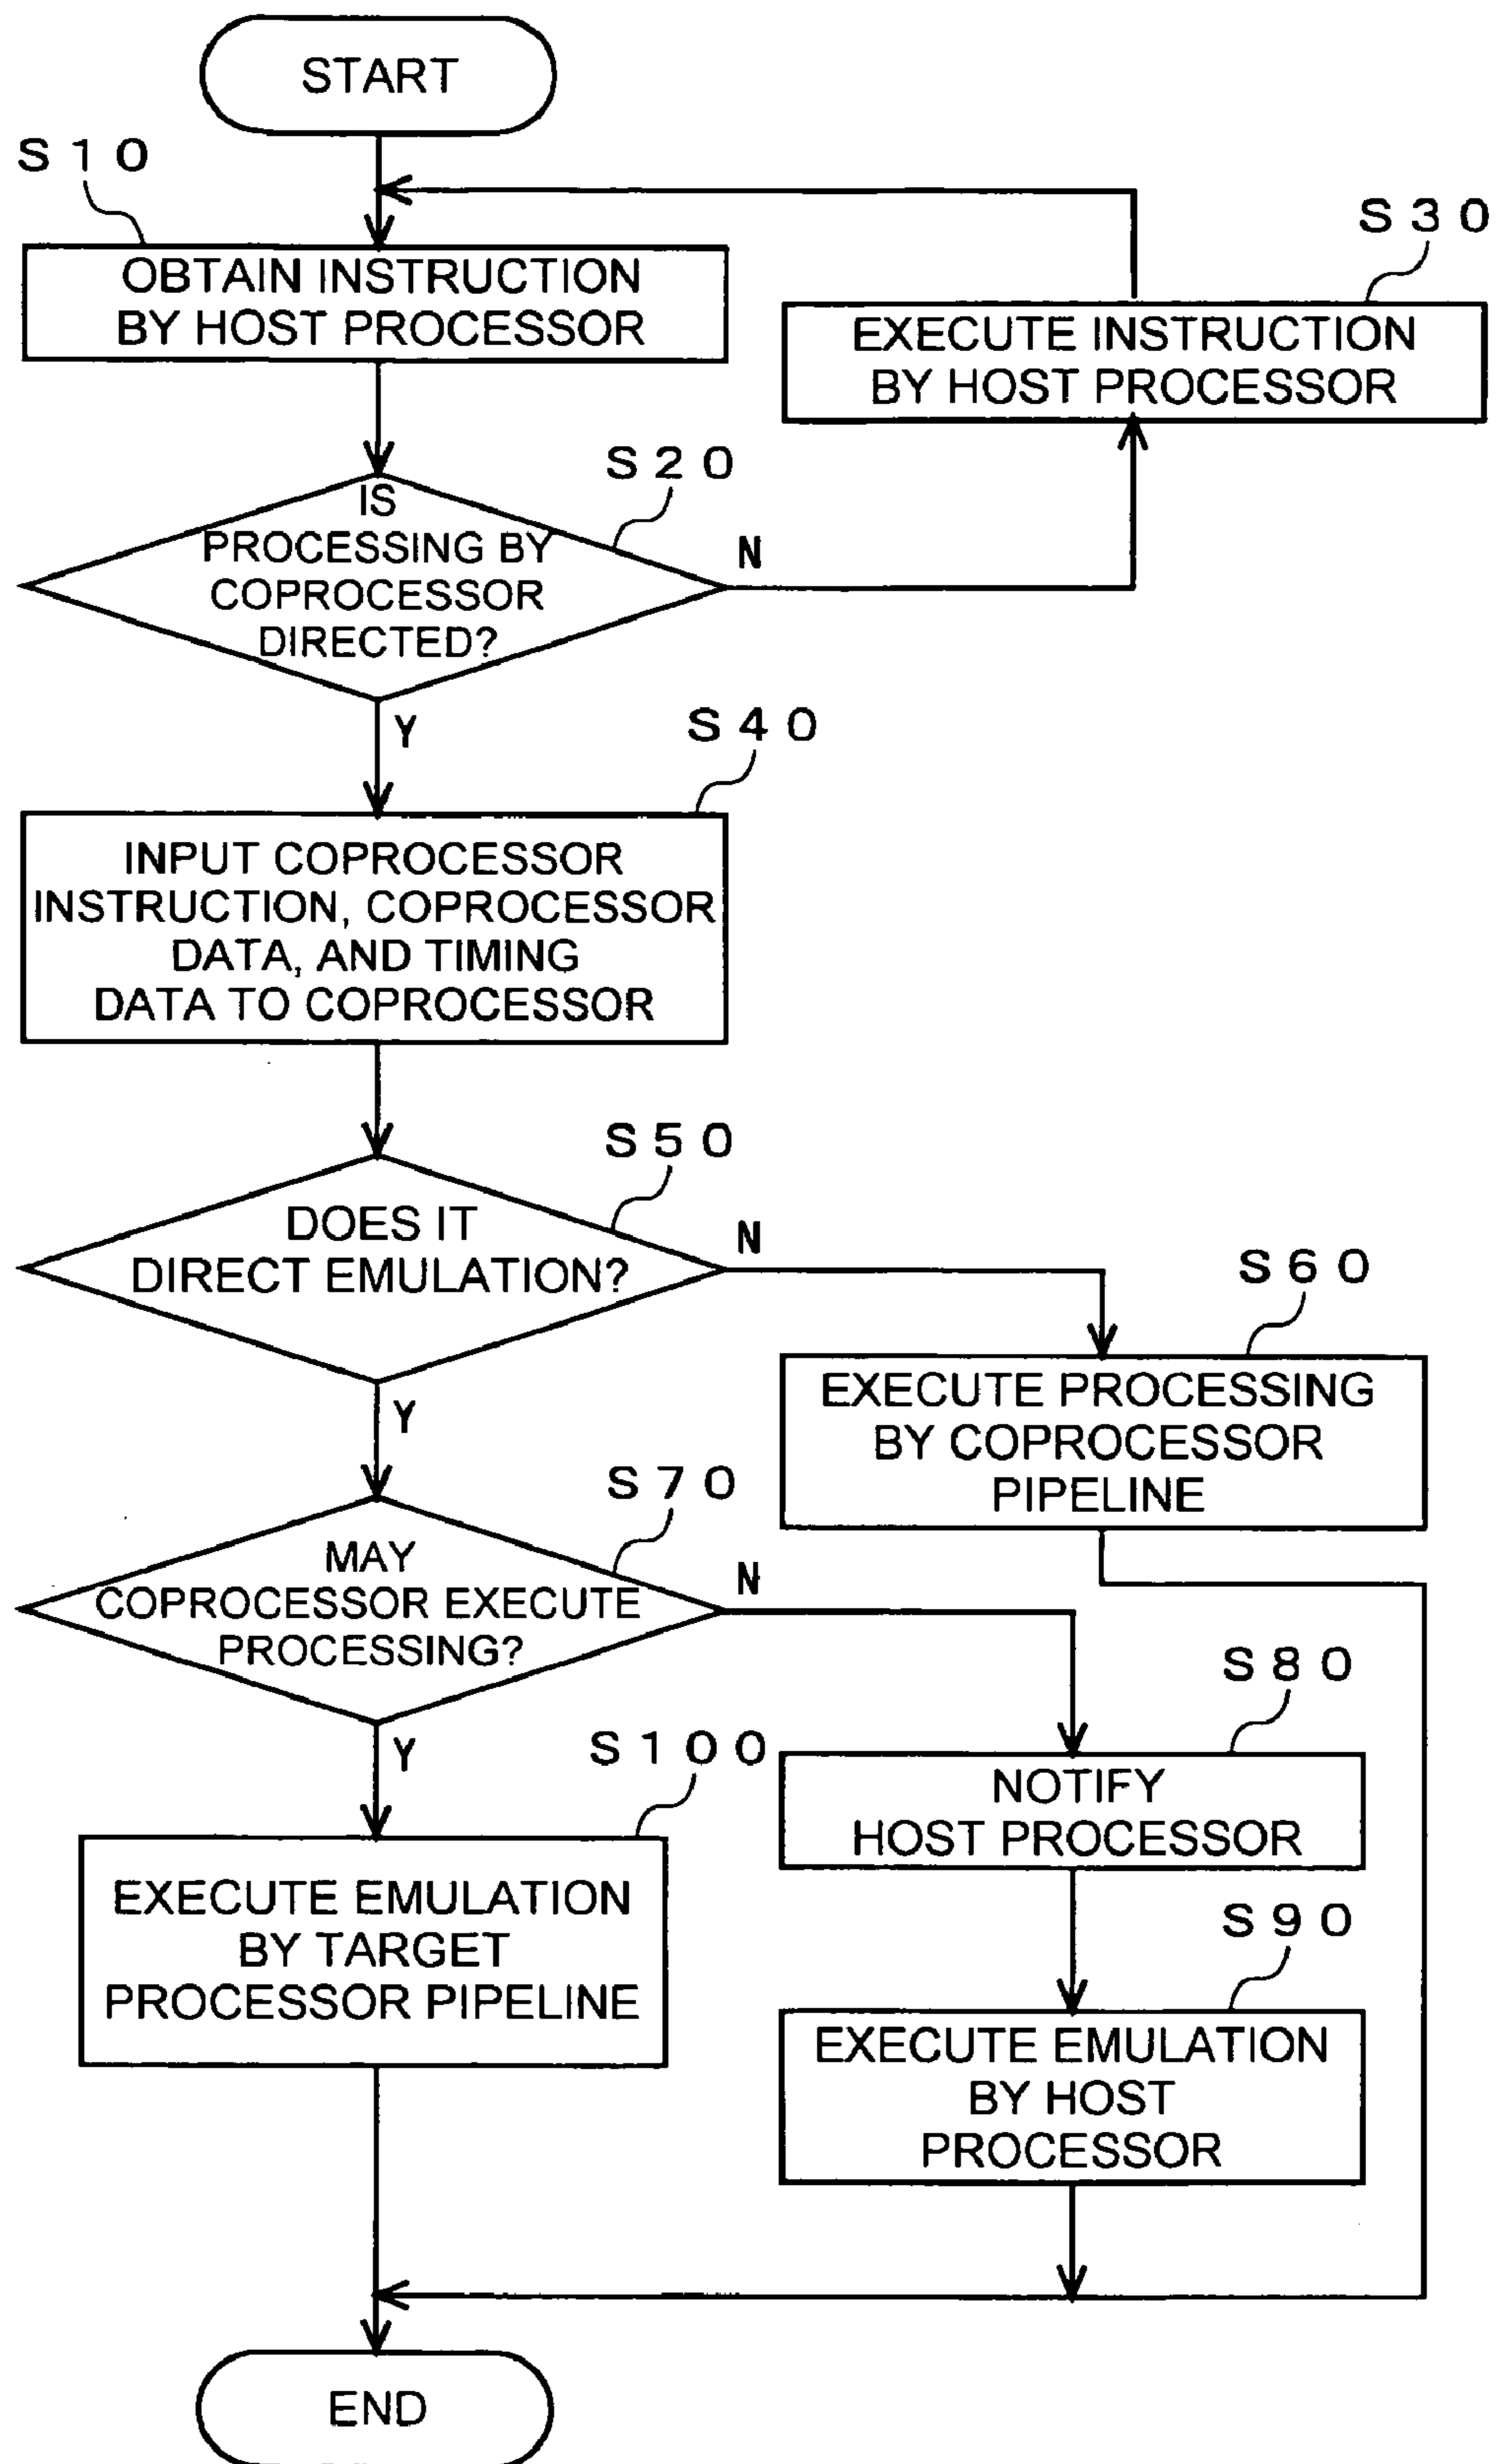 START
S10
OBTAIN INSTRUCTION
BY HOST PROCESSOR
S30
EXECUTE INSTRUCTION
BY HOST PROCESSOR
S20
IS
PROCESSING BY
COPROCESSOR
DIRECTED?
N
Y
S40
INPUT COPROCESSOR
INSTRUCTION, COPROCESSOR
DATA, AND TIMING
DATA TO COPROCESSOR
S50
DOES IT
DIRECT EMULATION?
N
Y
S60
EXECUTE PROCESSING
BY COPROCESSOR
PIPELINE
S70
MAY
COPROCESSOR EXECUTE
PROCESSING?
N
Y
S80
NOTIFY
HOST PROCESSOR
S100
EXECUTE EMULATION
BY TARGET
PROCESSOR PIPELINE
S90
EXECUTE EMULATION
BY HOST
PROCESSOR
END